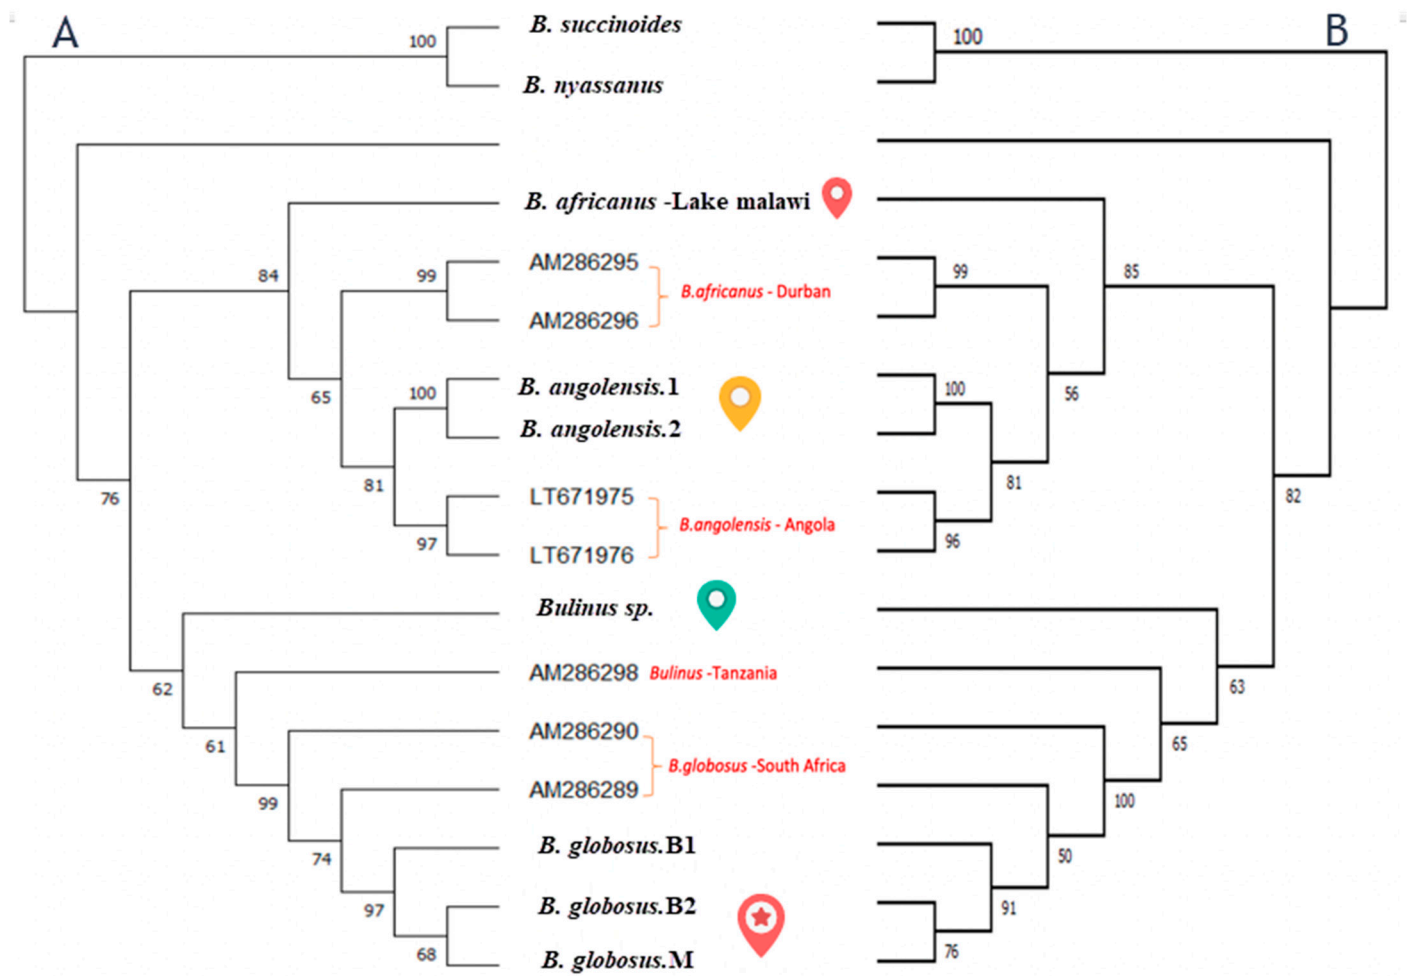 A
B
B. succinoides
100
100
B. nyassanus
B. africanus -Lake malawi
AM286295
84
99
99
85
B.africanus - Durban
AM286296
B. angolensis.1
100
100
65
56
B. angolensis.2
81
81
LT671975
76
82
B.angolensis - Angola
97
96
LT671976
Bulinus sp.
AM286298 Bulinus -Tanzania
62
63
AM286290
61
65
B.globosus -South Africa
AM286289
99
100
B. globosus.B1
74
50
B. globosus.B2
97
91
68
76
B. globosus.M